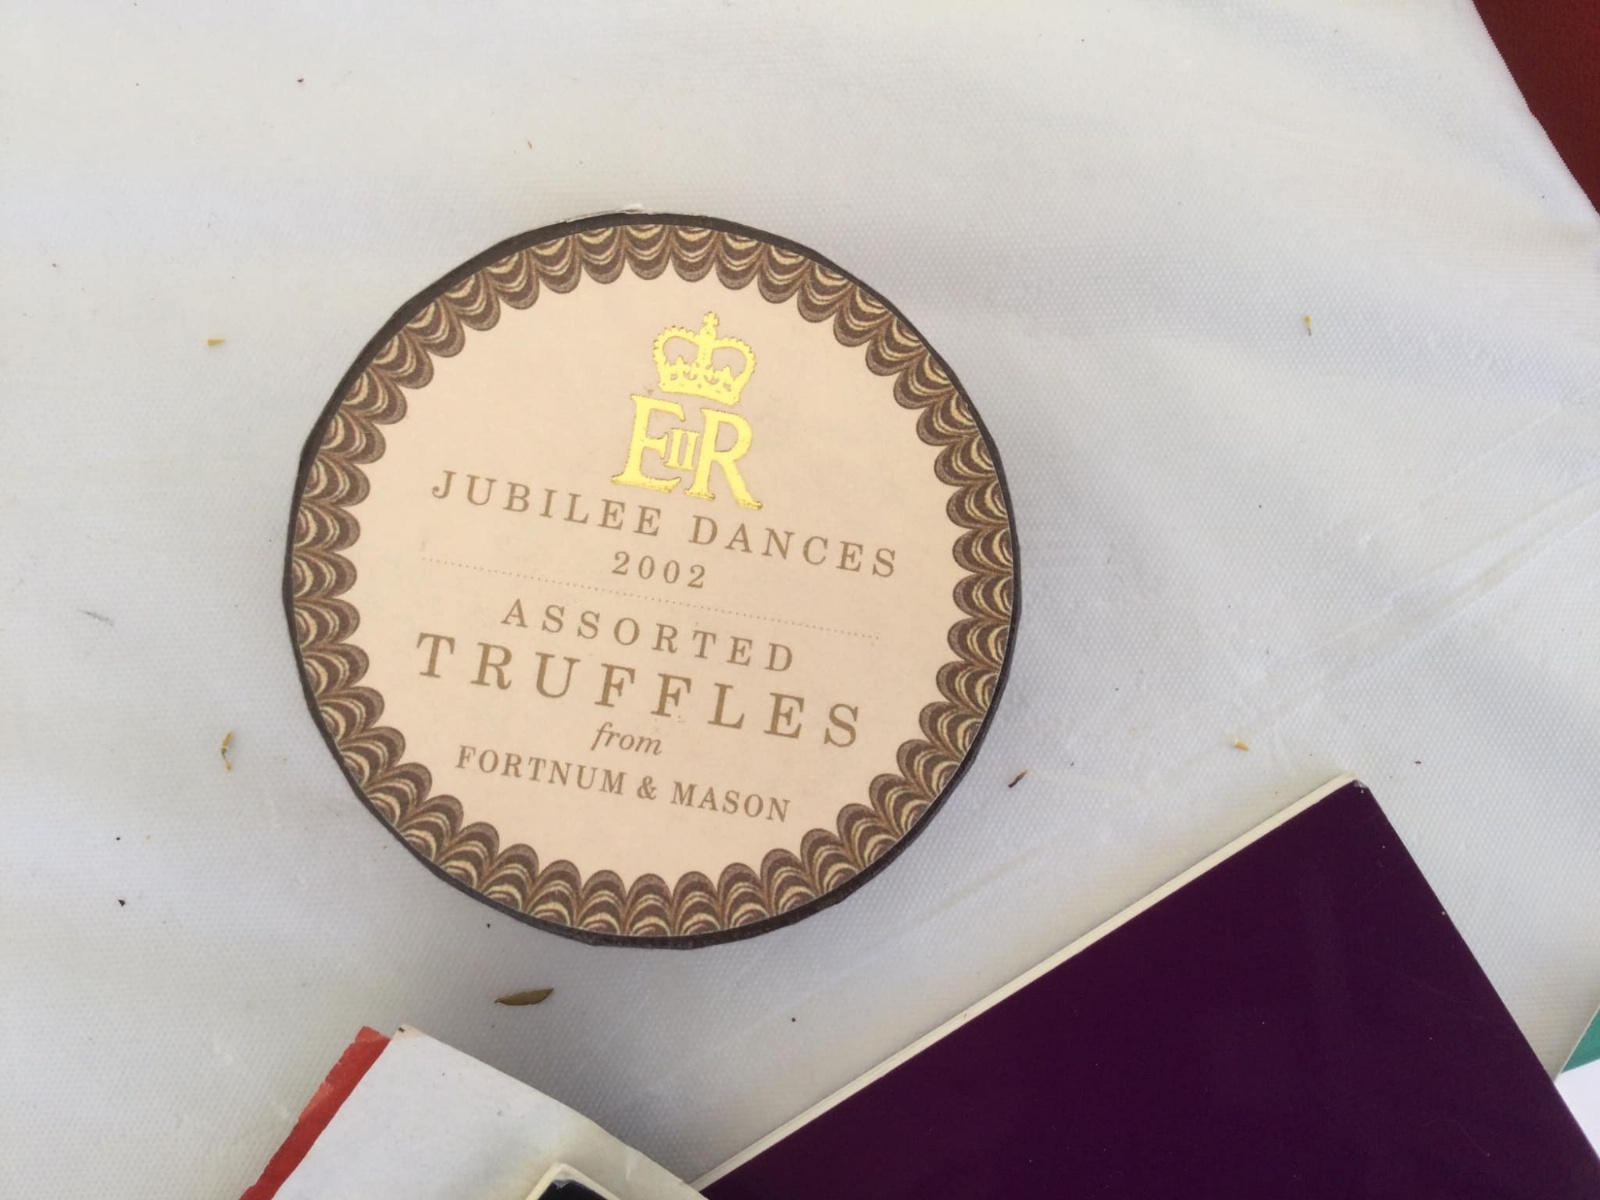 EIIR
JUBILEE DANCES
2002
ASSORTED
TRUFFLES
from
FORTNUM & MASON